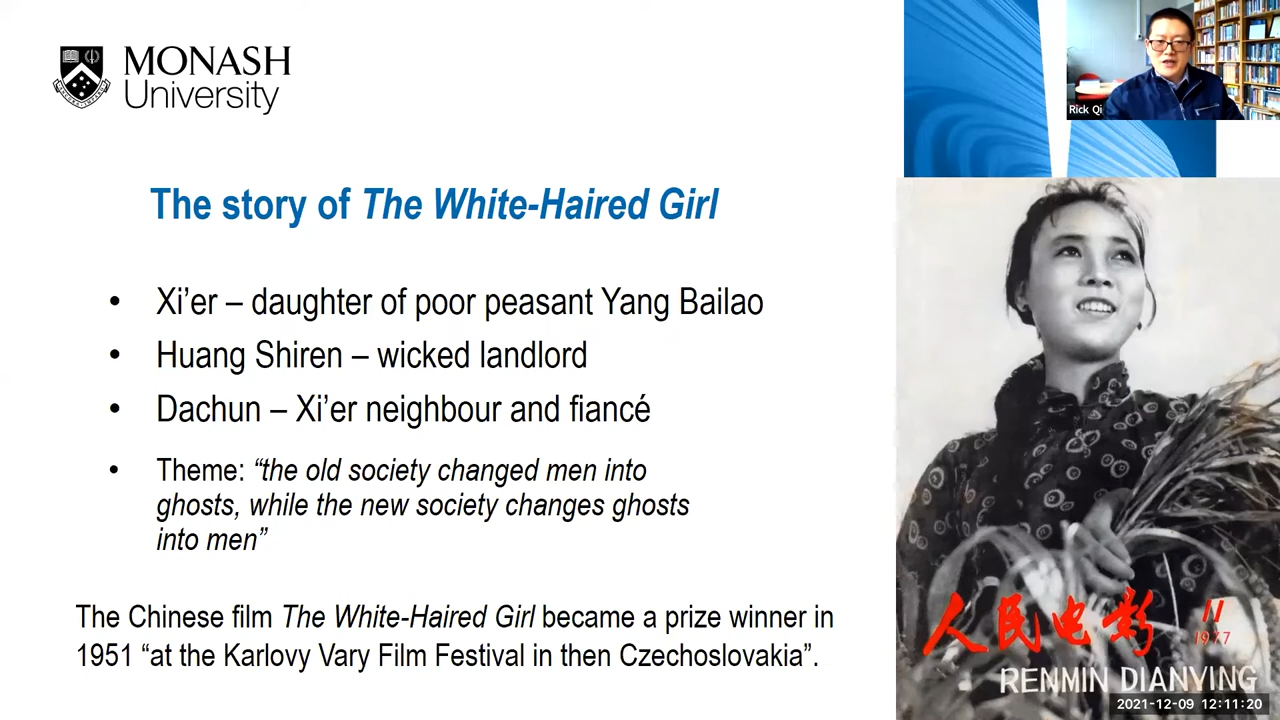 MONASH
University
Rick Qi
The story of The White-Haired Girl
• Xi’er – daughter of poor peasant Yang Bailao
• Huang Shiren – wicked landlord
• Dachun – Xi’er neighbour and fiancé
• Theme: “the old society changed men into
ghosts, while the new society changes ghosts
into men”
The Chinese film The White-Haired Girl became a prize winner in
1951 “at the Karlovy Vary Film Festival in then Czechoslovakia”.
人民电影 11
1977
RENMIN DIANYING
2021-12-09 12:11:20